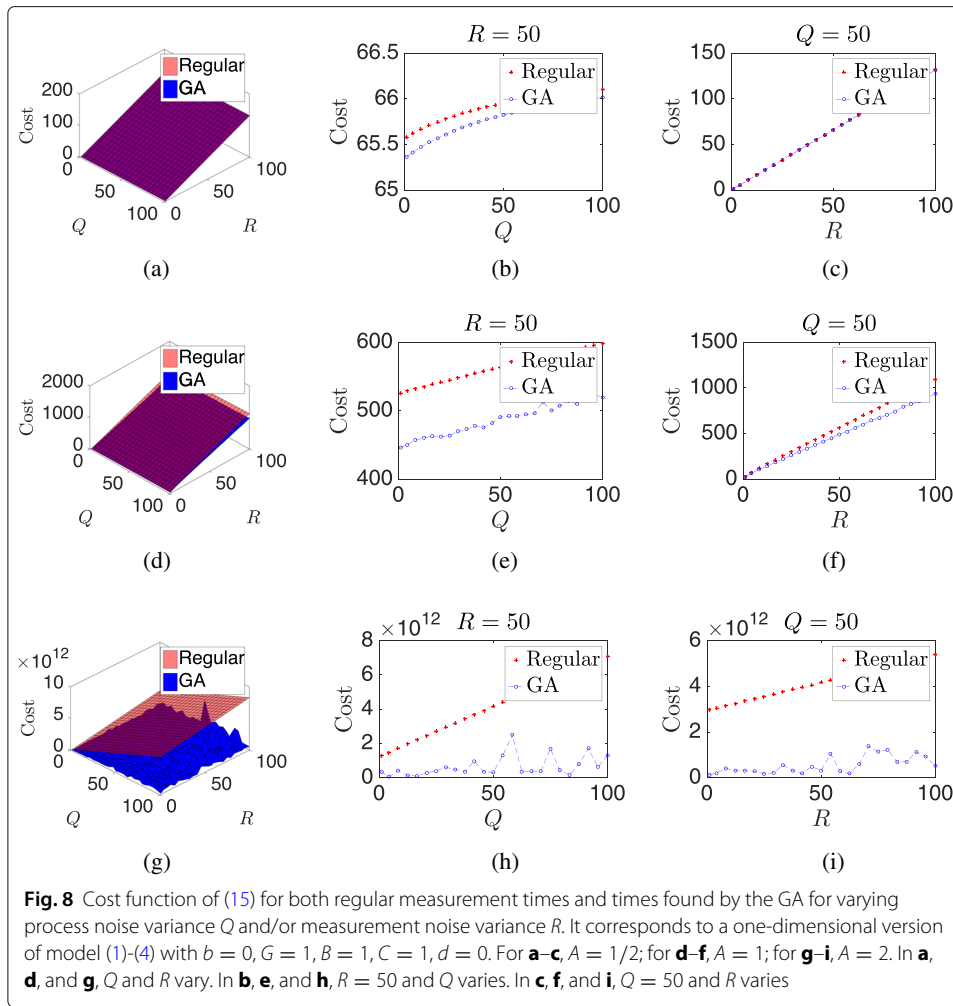 Regular
GA
200
100
0
Cost
0
50
100
Q
0
50
100
R
(a)
R = 50
66.5
66
65.5
65
Cost
Regular
GA
0
50
100
Q
(b)
Q = 50
150
100
50
0
Cost
Regular
GA
0
50
100
R
(c)
Regular
GA
2000
1000
0
Cost
0
50
100
Q
0
50
100
R
(d)
R = 50
600
500
400
Cost
Regular
GA
0
50
100
Q
(e)
Q = 50
1500
1000
500
0
Cost
Regular
GA
0
50
100
R
(f)
×10¹²
Regular
GA
10
5
0
Cost
0
50
100
Q
0
50
100
R
(g)
×10¹²
R = 50
8
6
4
2
0
Cost
Regular
GA
0
50
100
Q
(h)
×10¹²
Q = 50
6
4
2
0
Cost
Regular
GA
0
50
100
R
(i)
Fig. 8 Cost function of (15) for both regular measurement times and times found by the GA for varying
process noise variance Q and/or measurement noise variance R. It corresponds to a one-dimensional version
of model (1)-(4) with b = 0, G = 1, B = 1, C = 1, d = 0. For a–c, A = 1/2; for d–f, A = 1; for g–i, A = 2. In a,
d, and g, Q and R vary. In b, e, and h, R = 50 and Q varies. In c, f, and i, Q = 50 and R varies